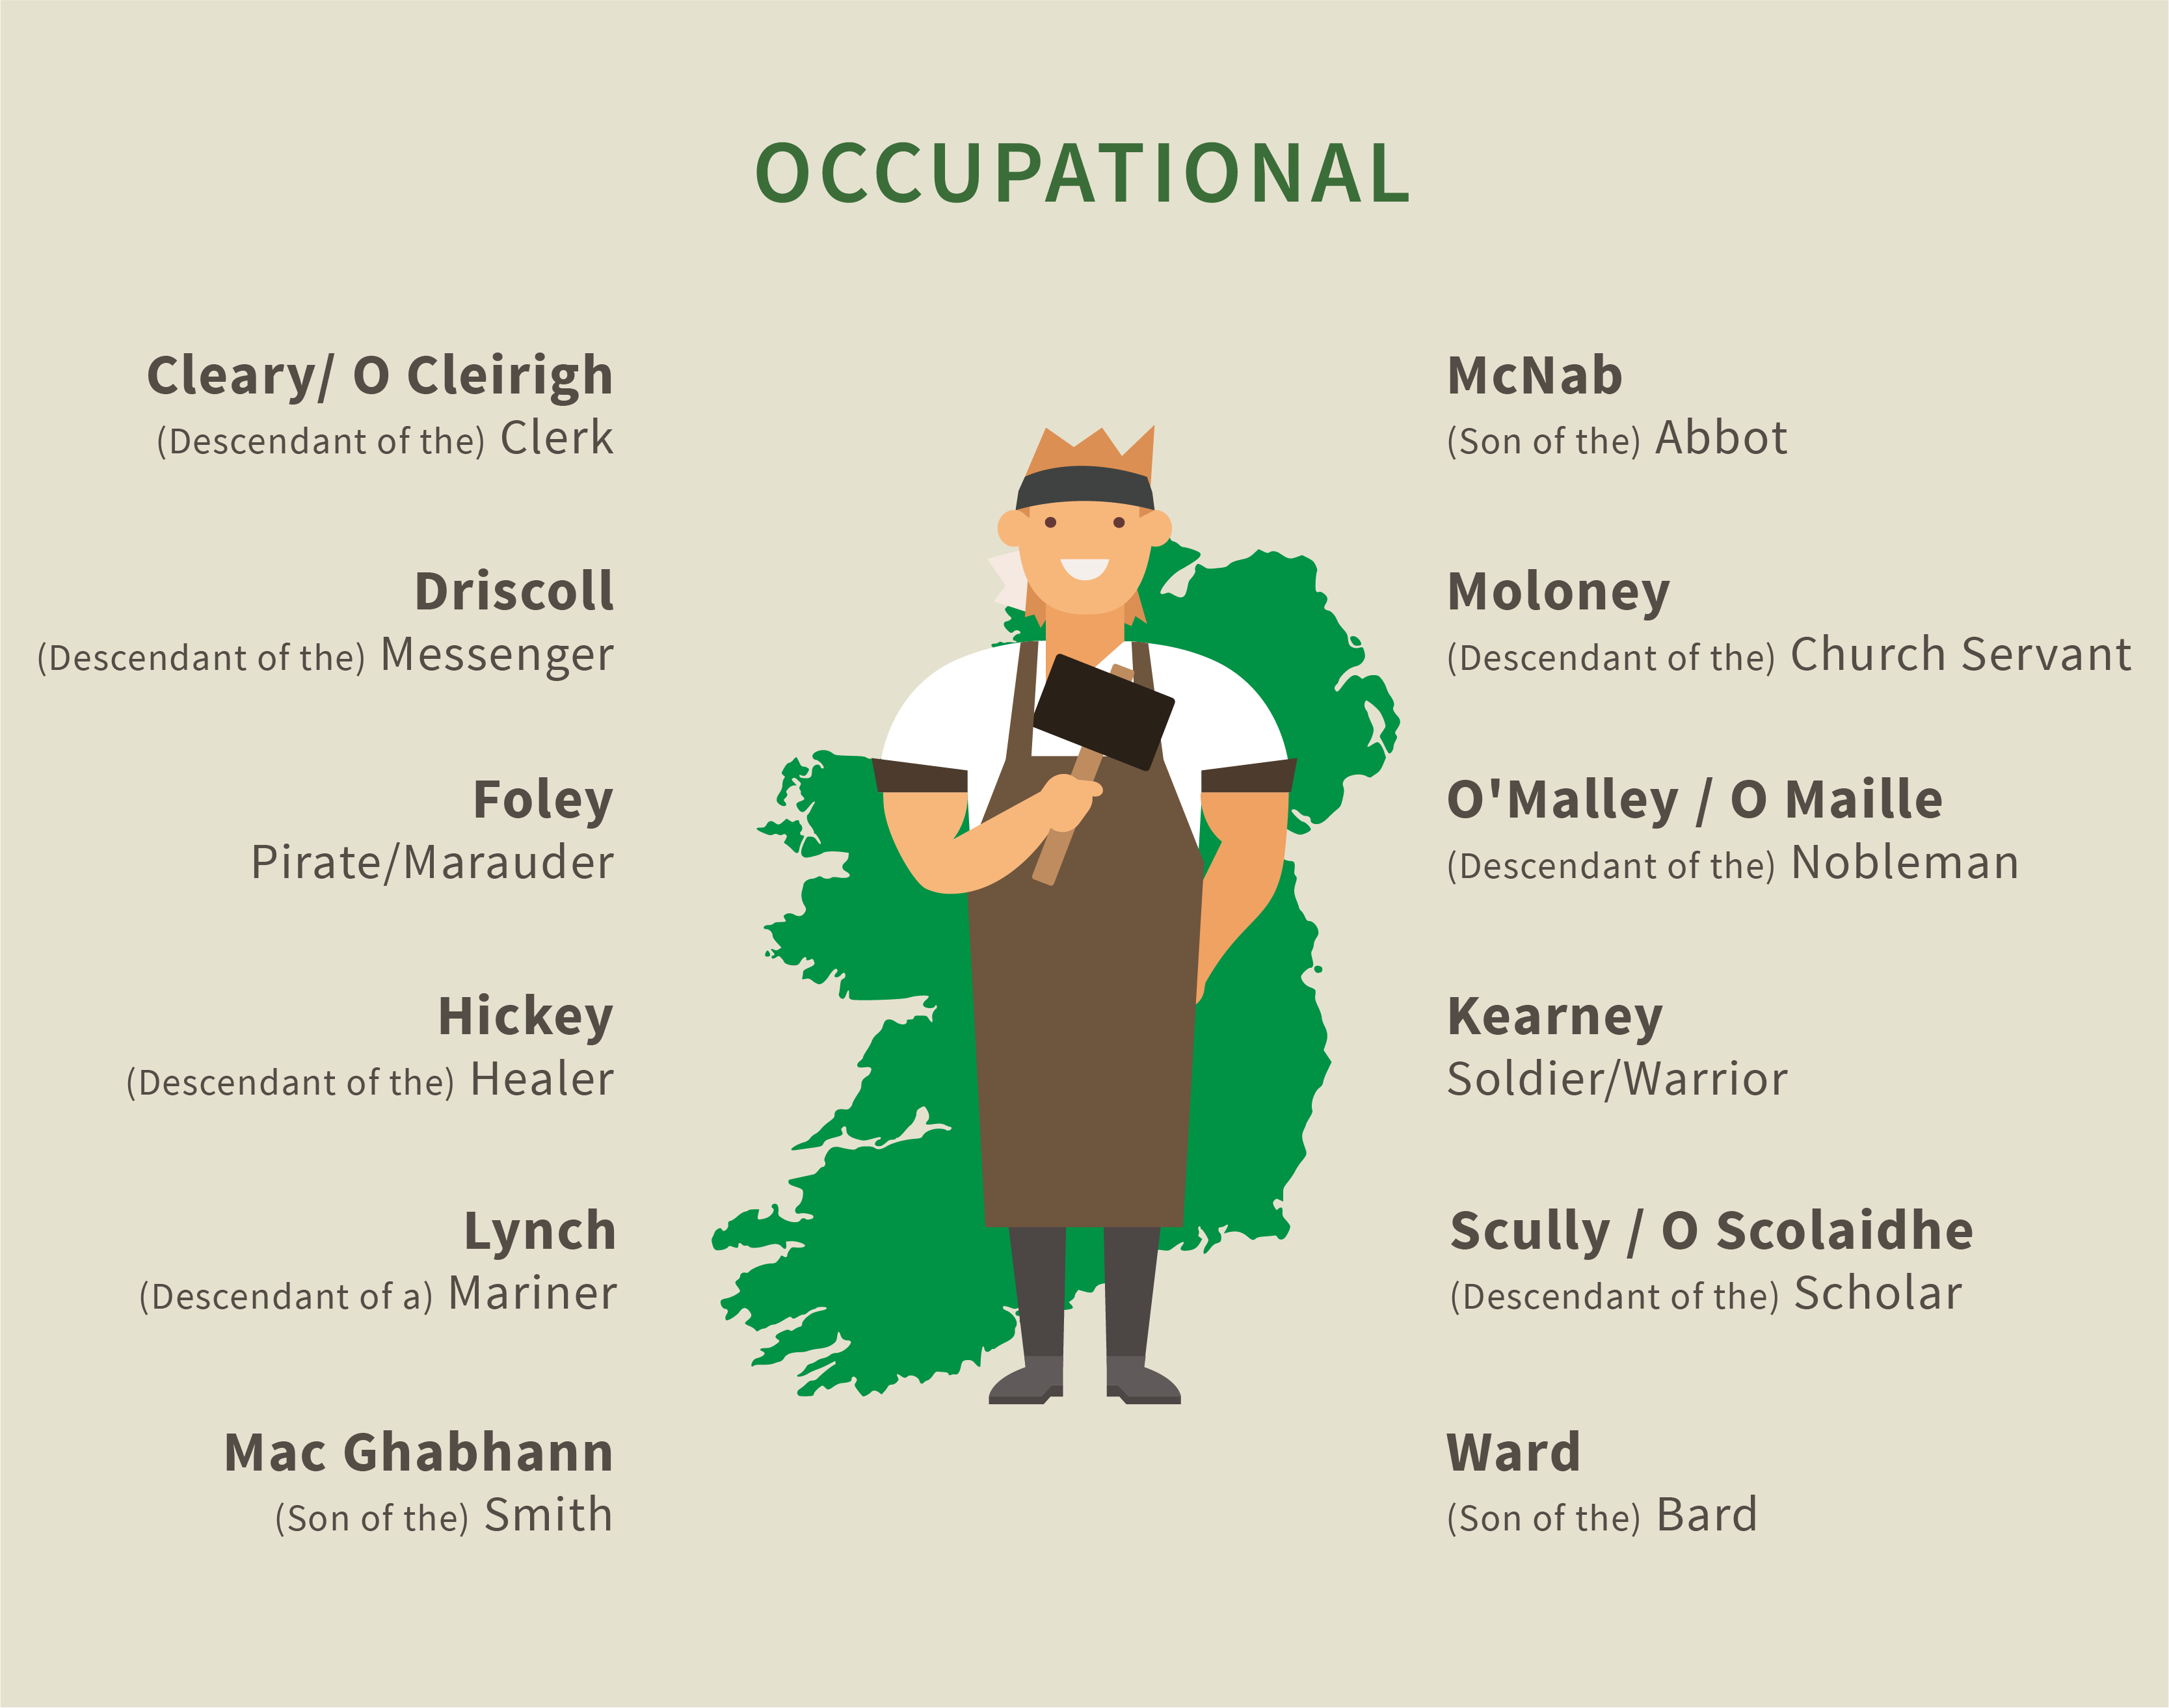 OCCUPATIONAL
Cleary/ O Cleirigh
(Descendant of the) Clerk
Driscoll
(Descendant of the) Messenger
Foley
Pirate/Marauder
Hickey
(Descendant of the) Healer
Lynch
(Descendant of a) Mariner
Mac Ghabhann
(Son of the) Smith
McNab
(Son of the) Abbot
Moloney
(Descendant of the) Church Servant
O'Malley / O Maille
(Descendant of the) Nobleman
Kearney
Soldier/Warrior
Scully / O Scolaidhe
(Descendant of the) Scholar
Ward
(Son of the) Bard